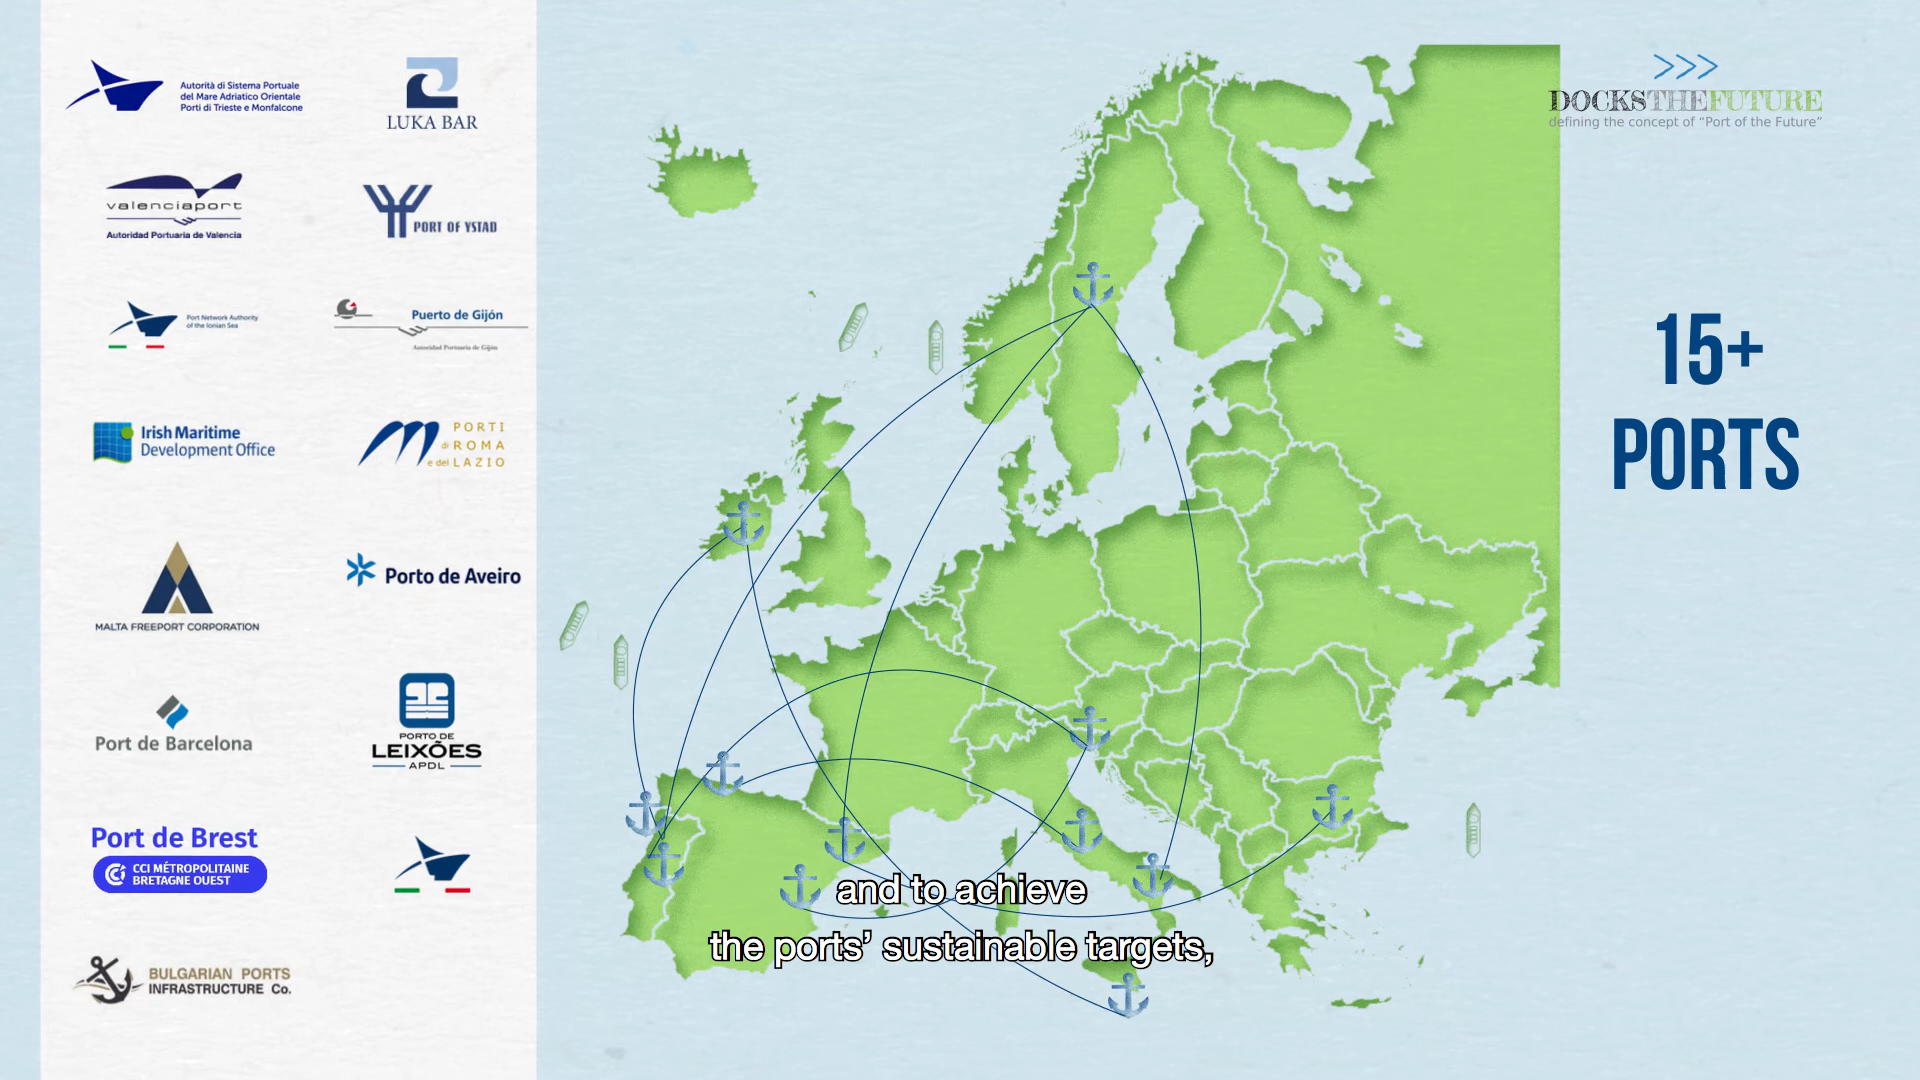 Autorità di Sistema Portuale
del Mare Adriatico Orientale
Porti di Trieste e Monfalcone
LUKA BAR
valenciaport
Autoridad Portuaria de Valencia
PORT OF YSTAD
Port Network Authority
of the Ionian Sea
Puerto de Gijón
Autoridad Portuaria de Gijón
Irish Maritime
Development Office
PORTI
di ROMA
e del LAZIO
MALTA FREEPORT CORPORATION
Porto de Aveiro
Port de Barcelona
PORTO DE
LEIXÕES
APDL
Port de Brest
CCI MÉTROPOLITAINE
BRETAGNE OUEST
BULGARIAN PORTS
INFRASTRUCTURE Co.
DOCKSTHEFUTURE
defining the concept of “Port of the Future”
15+
PORTS
and to achieve
the ports’ sustainable targets,